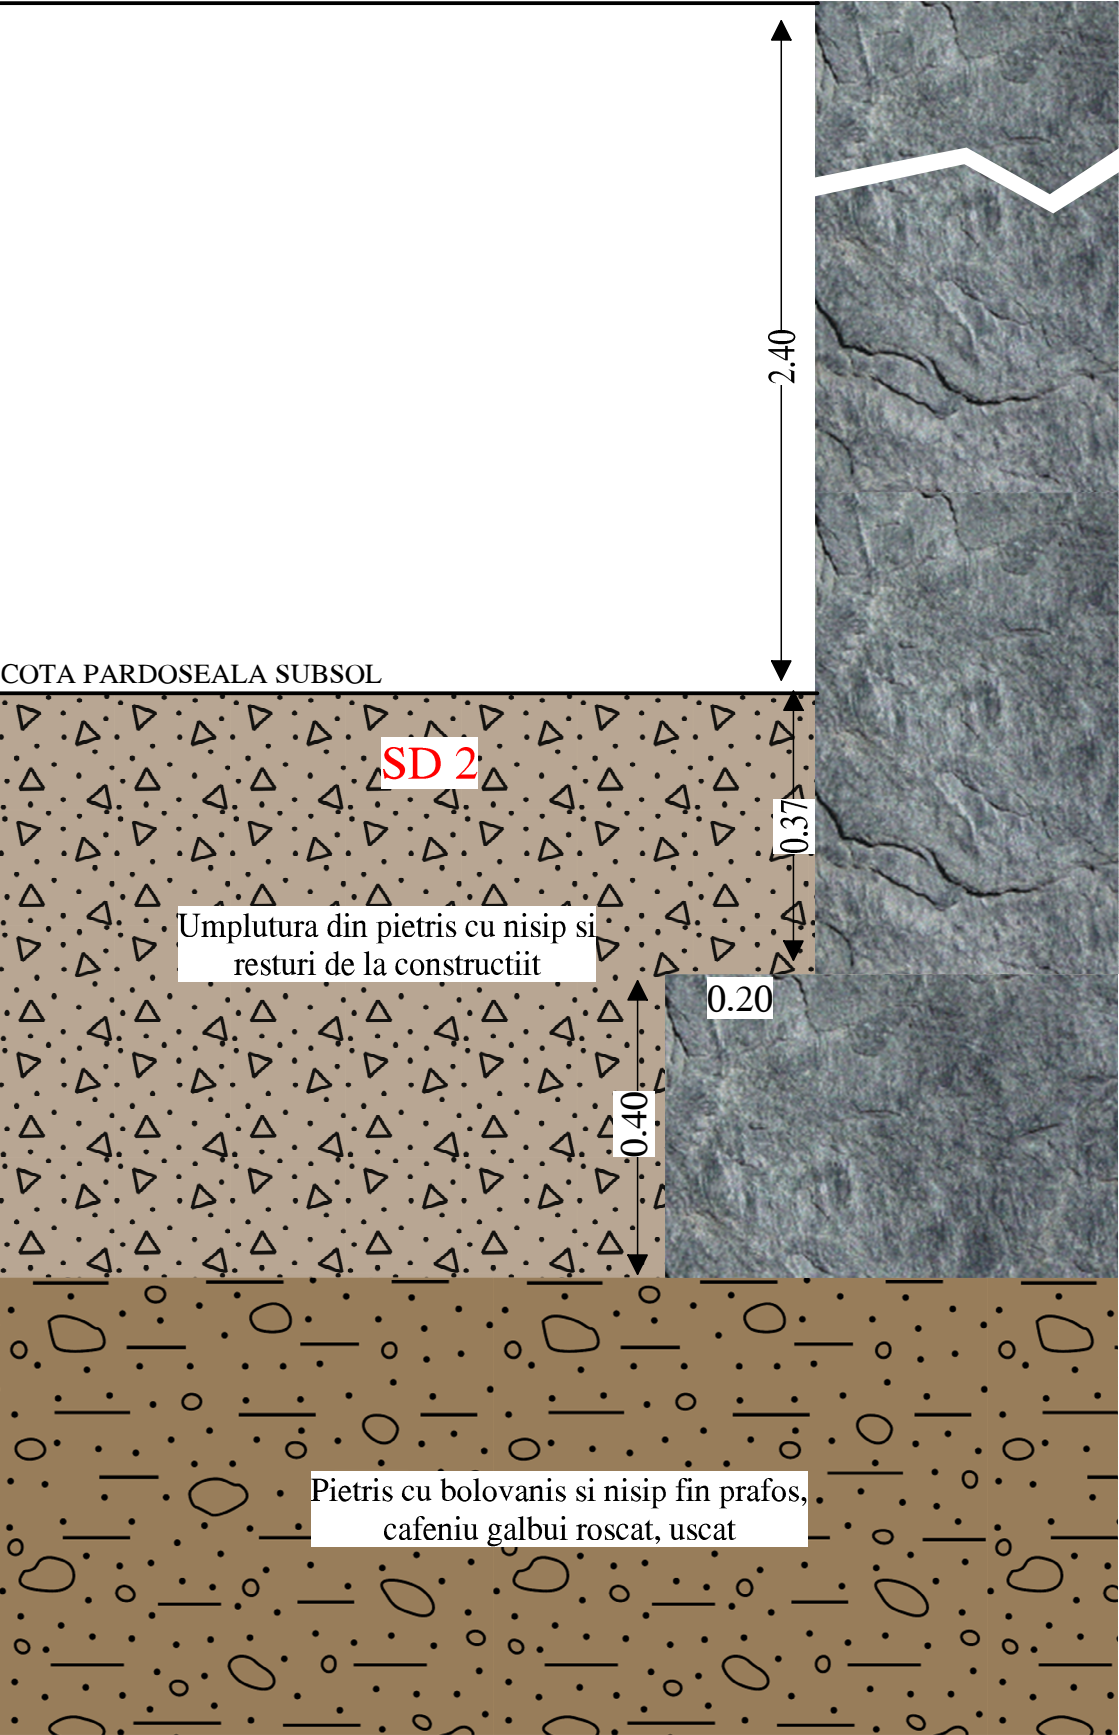 2.40
COTA PARDOSEALA SUBSOL
SD 2
0.37
Umplutura din pietris cu nisip si
resturi de la constructiit
0.20
0.40
Pietris cu bolovanis si nisip fin prafos,
cafeniu galbui roscat, uscat